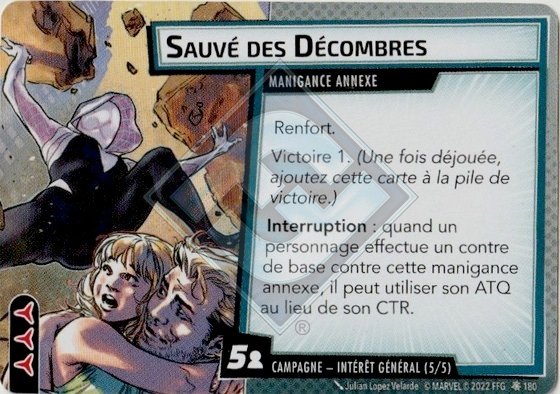 Sauvé des Décombres
Manigance Annexe
Renfort.
Victoire 1. (Une fois déjouée,
ajoutez cette carte à la pile de
victoire.)
Interruption : quand un
personnage effectue un contre
de base contre cette manigance
annexe, il peut utiliser son ATQ
au lieu de son CTR.
®
5
Campagne – Intérêt Général (5/5)
Julian Lopez Velarde © MARVEL © 2022 FFG 180